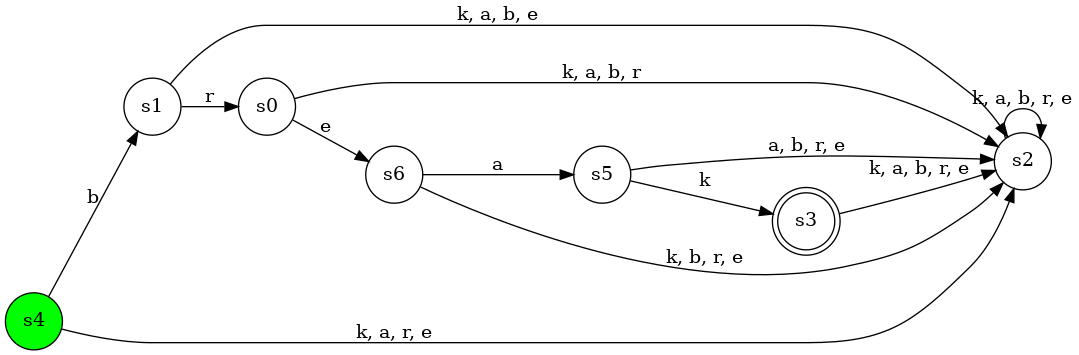 k, a, b, e
k, a, b, r
k, a, b, r, e
s1
r
s0
e
a, b, r, e
s2
k, a, b, r, e
s6
a
s5
k
b
s3
k, b, r, e
s4
k, a, r, e